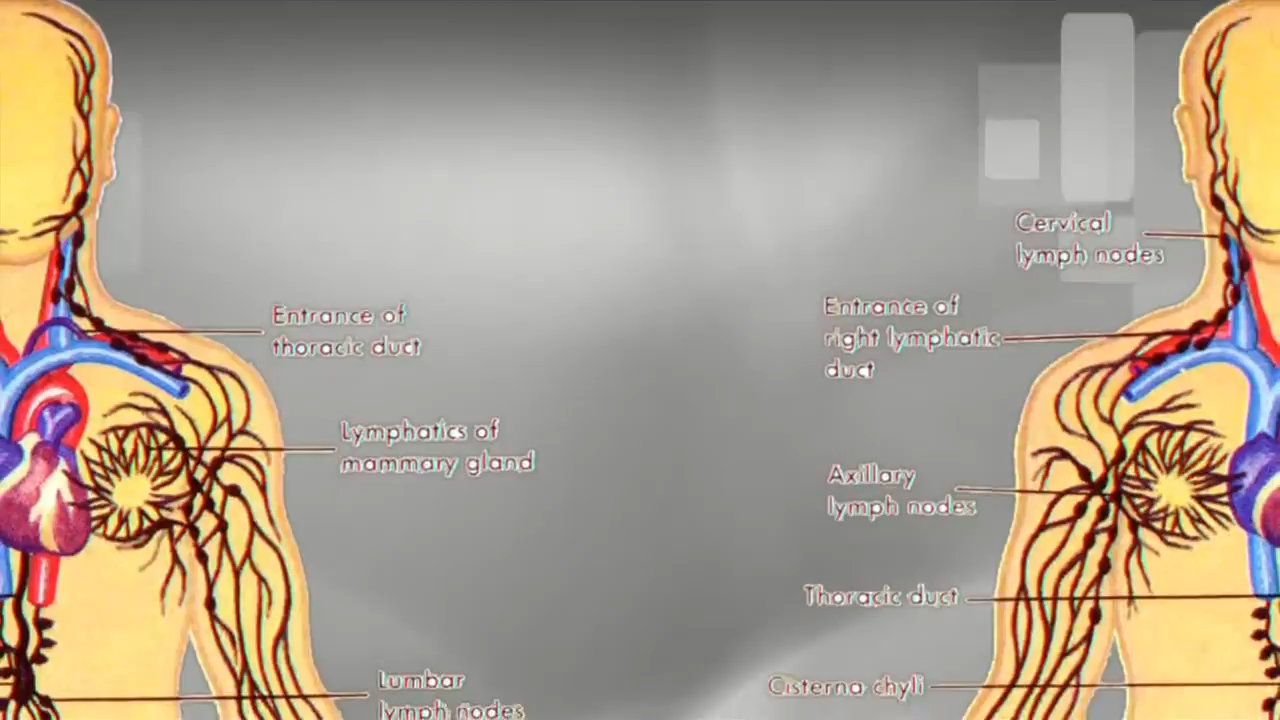 Cervical
lymph nodes
Entrance of
thoracic duct
Entrance of
right lymphatic
duct
Lymphatics of
mammary gland
Axillary
lymph nodes
Thoracic duct
Lumbar
lymph nodes
Cisterna chyli